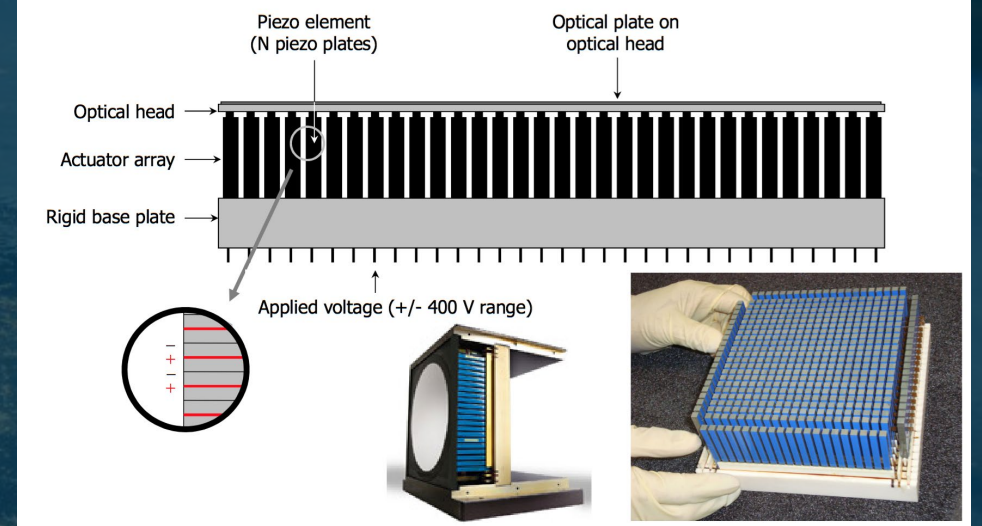 Piezo element
(N piezo plates)
Optical plate on
optical head
Optical head
Actuator array
Rigid base plate
Applied voltage (+/- 400 V range)
–
+
–
+